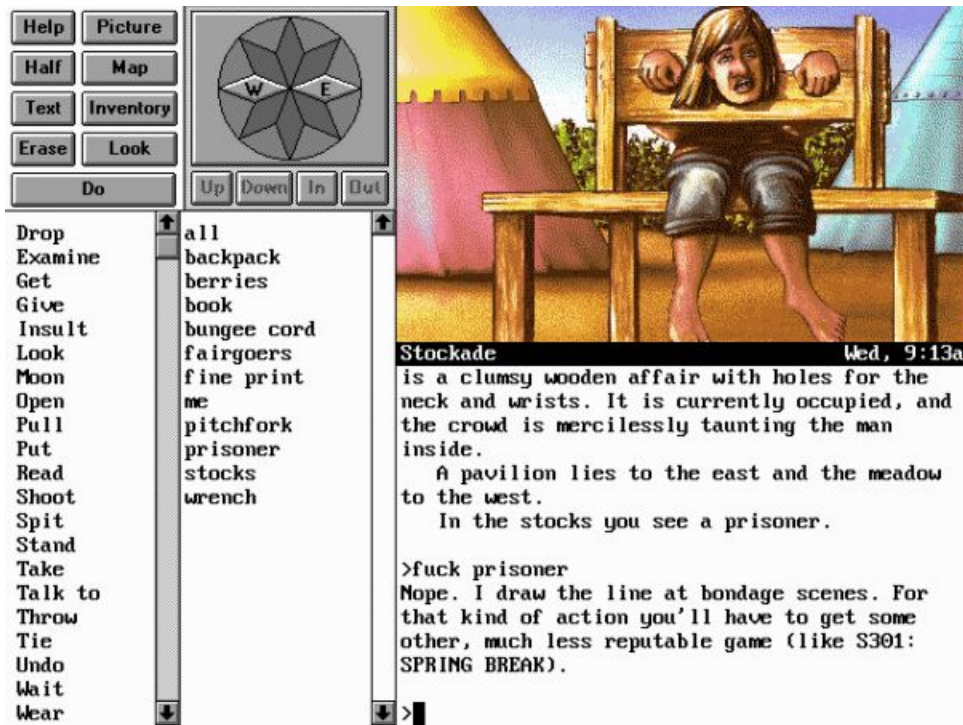 Help Picture
Half Map
Text Inventory
Erase Look
Do
W E
Up Down In Out
Drop
Examine
Get
Give
Insult
Look
Moon
Open
Pull
Put
Read
Shoot
Spit
Stand
Take
Talk to
Throw
Tie
Undo
Wait
Wear
all
backpack
berries
book
bungee cord
fairgoers
fine print
me
pitchfork
prisoner
stocks
wrench
Stockade Wed, 9:13a
is a clumsy wooden affair with holes for the
neck and wrists. It is currently occupied, and
the crowd is mercilessly taunting the man
inside.
A pavilion lies to the east and the meadow
to the west.
In the stocks you see a prisoner.
>fuck prisoner
Nope. I draw the line at bondage scenes. For
that kind of action you'll have to get some
other, much less reputable game (like S301:
SPRING BREAK).
>